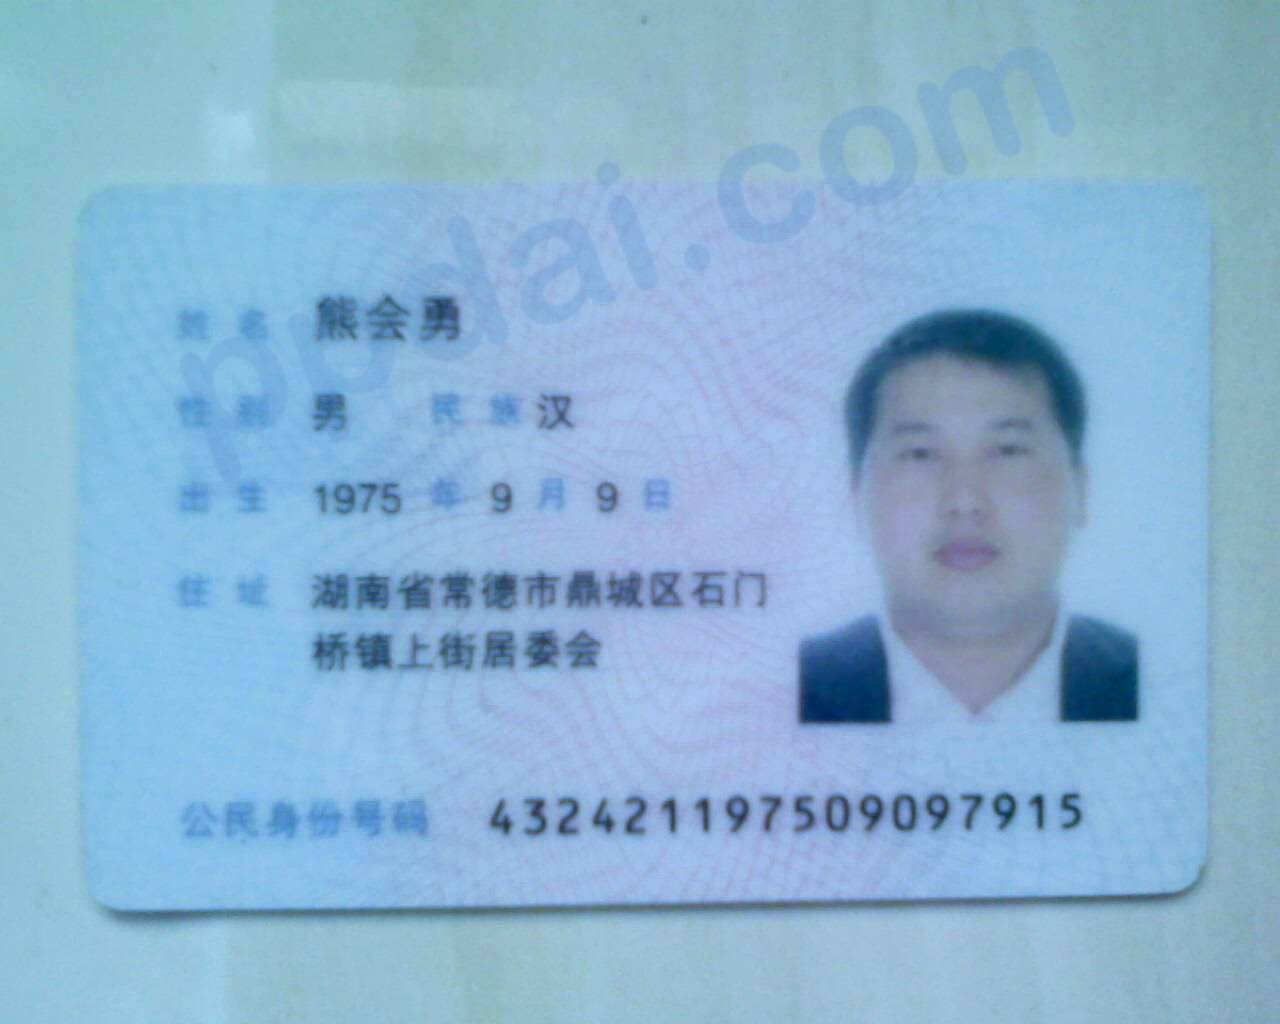 ppdai.com
姓名 熊会勇
性别 男 民族 汉
出生 1975 年 9 月 9 日
住址 湖南省常德市鼎城区石门
桥镇上街居委会
公民身份号码 432421197509097915